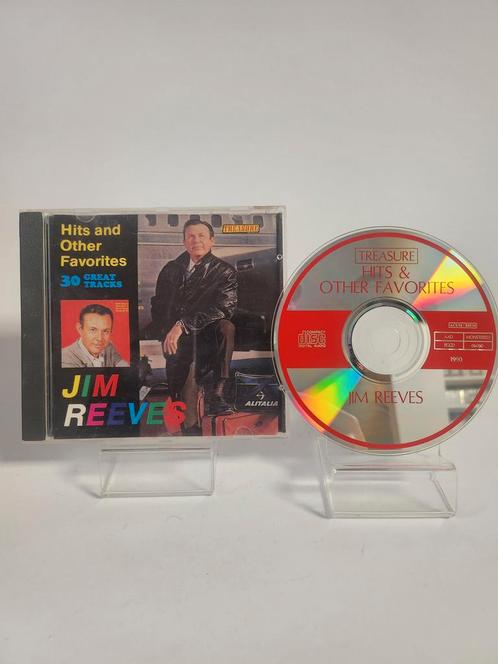 Hits and
Other
Favorites
30 GREAT
TRACKS
TREASURE
JIM
REEVES
ALITALIA
TREASURE
HITS &
OTHER FAVORITES
COMPACT
disc
DIGITAL AUDIO
1990
JIM REEVES